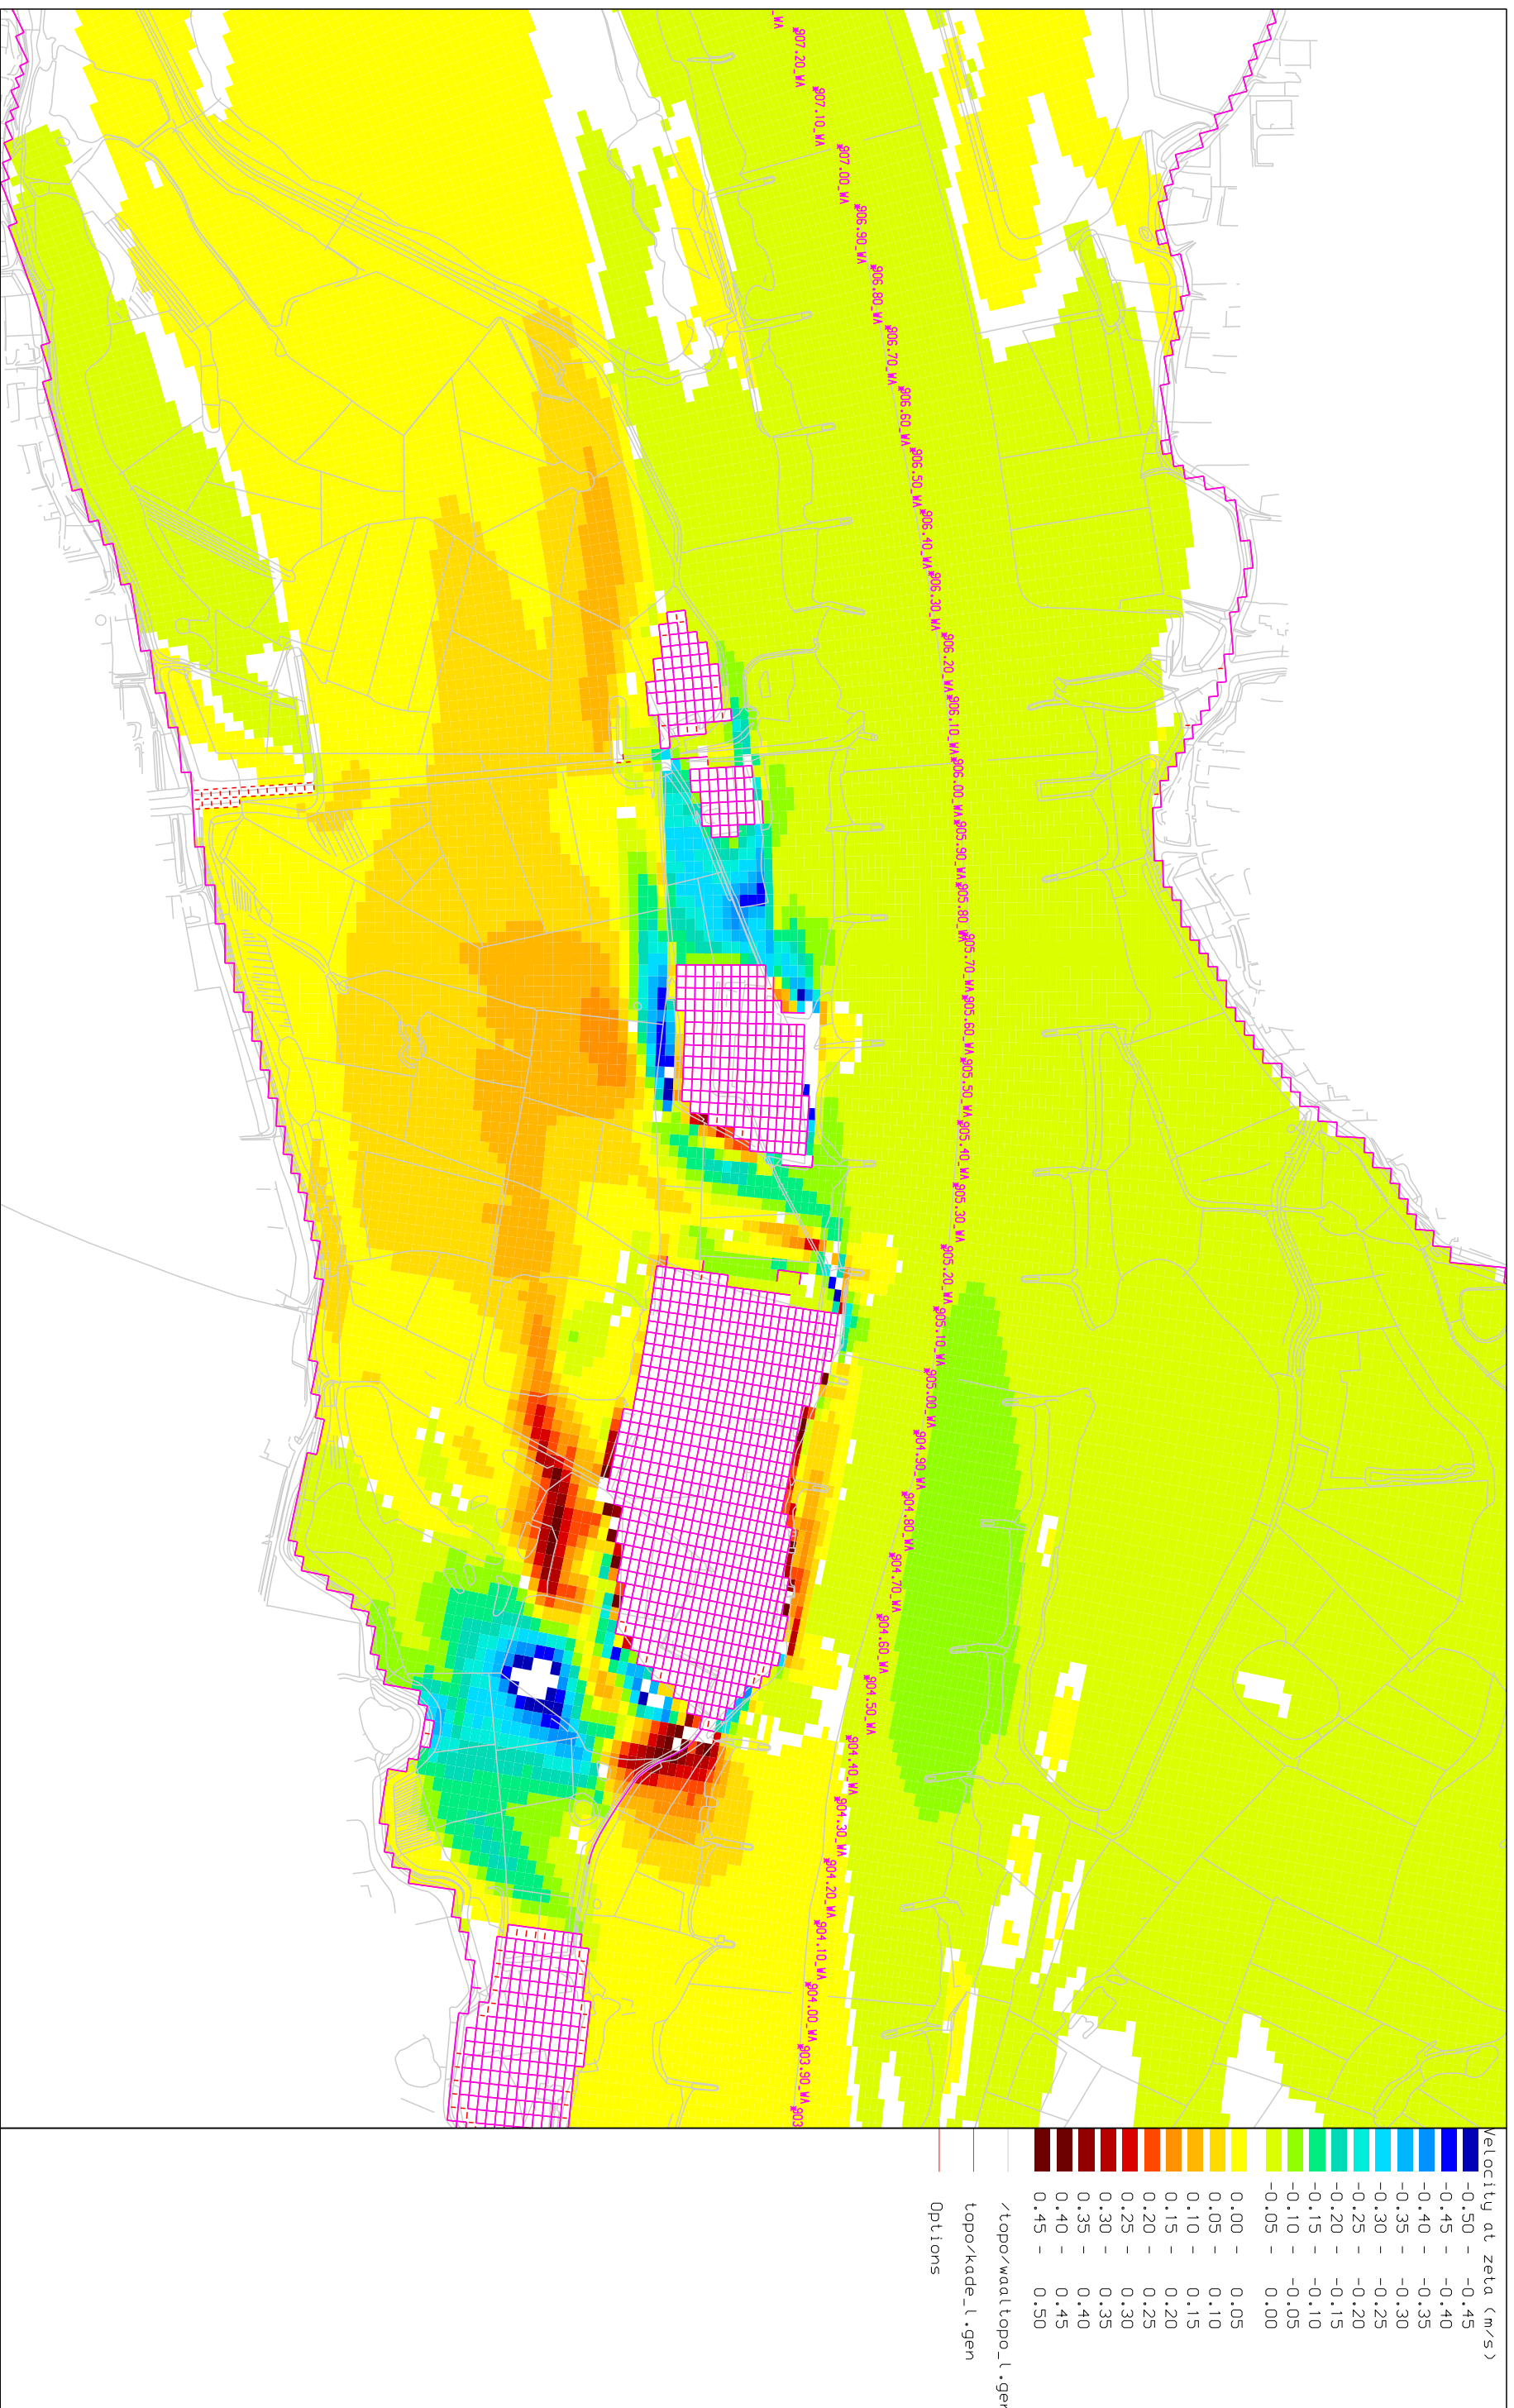 _WA
907.20_WA
907.10_WA
907.00_WA
906.90_WA
906.80_WA
906.70_WA
906.60_WA
906.50_WA
906.40_WA
906.30_WA
906.20_WA
906.10_WA
906.00_WA
905.90_WA
905.80_WA
905.70_WA
905.60_WA
905.50_WA
905.40_WA
905.30_WA
905.20_WA
905.10_WA
905.00_WA
904.90_WA
904.80_WA
904.70_WA
904.60_WA
904.50_WA
904.40_WA
904.30_WA
904.20_WA
904.10_WA
904.00_WA
903.90_WA
903
Velocity at zeta (m/s)
-0.50 - -0.45
-0.45 - -0.40
-0.40 - -0.35
-0.35 - -0.30
-0.30 - -0.25
-0.25 - -0.20
-0.20 - -0.15
-0.15 - -0.10
-0.10 - -0.05
-0.05 - 0.00
0.00 - 0.05
0.05 - 0.10
0.10 - 0.15
0.15 - 0.20
0.20 - 0.25
0.25 - 0.30
0.30 - 0.35
0.35 - 0.40
0.40 - 0.45
0.45 - 0.50
/topo/waaltopo_l.gen
topo/kade_l.gen
Options